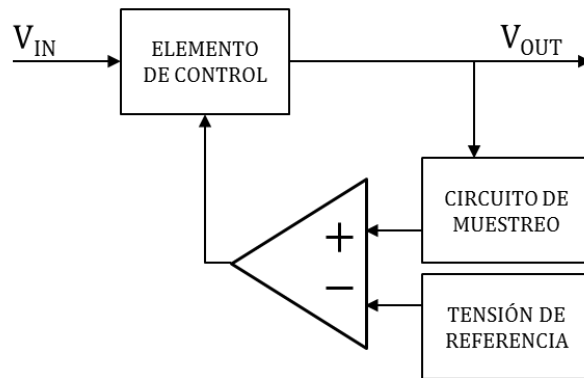 V_IN
ELEMENTO
DE CONTROL
V_OUT
CIRCUITO DE
MUESTREO
+
−
TENSIÓN DE
REFERENCIA